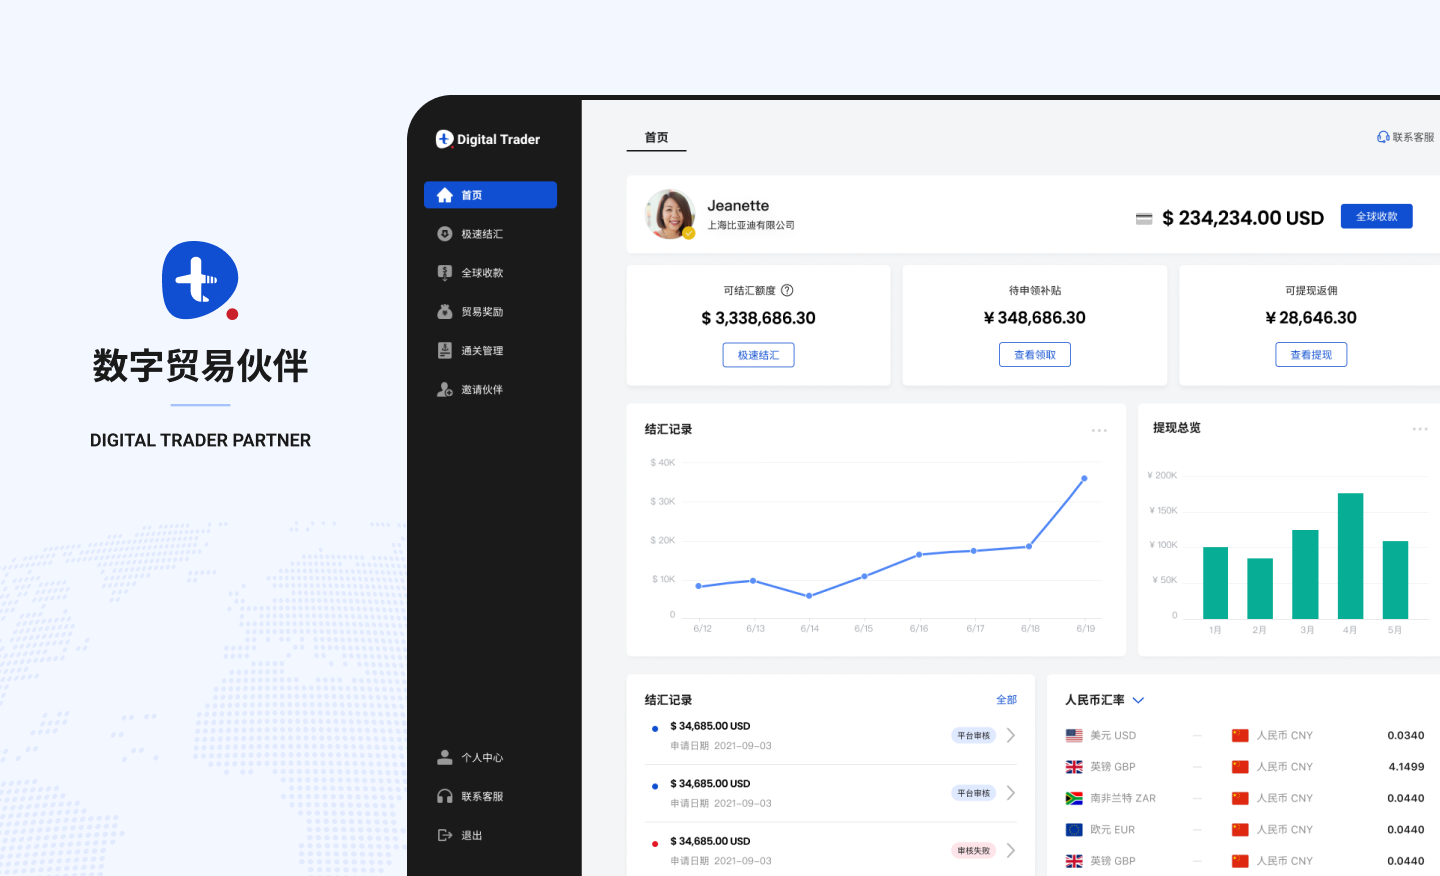 数字贸易伙伴
DIGITAL TRADER PARTNER
Digital Trader
首页
极速结汇
全球收款
贸易奖励
通关管理
邀请伙伴
个人中心
联系客服
退出
首页
联系客服
Jeanette
上海比亚迪有限公司
$ 234,234.00 USD
全球收款
可结汇额度
$ 3,338,686.30
极速结汇
待申领补贴
¥ 348,686.30
查看领取
可提现返佣
¥ 28,646.30
查看提现
结汇记录
$ 40K
$ 30K
$ 20K
$ 10K
0
6/12 6/13 6/14 6/15 6/16 6/17 6/18 6/19
提现总览
¥ 200K
¥ 150K
¥ 100K
¥ 50K
0
1月 2月 3月 4月 5月
结汇记录 全部
$ 34,685.00 USD
申请日期 2021-09-03
平台审核
$ 34,685.00 USD
申请日期 2021-09-03
平台审核
$ 34,685.00 USD
申请日期 2021-09-03
审核失败
人民币汇率
美元 USD — 人民币 CNY 0.0340
英镑 GBP — 人民币 CNY 4.1499
南非兰特 ZAR — 人民币 CNY 0.0440
欧元 EUR — 人民币 CNY 0.0440
英镑 GBP — 人民币 CNY 0.0440